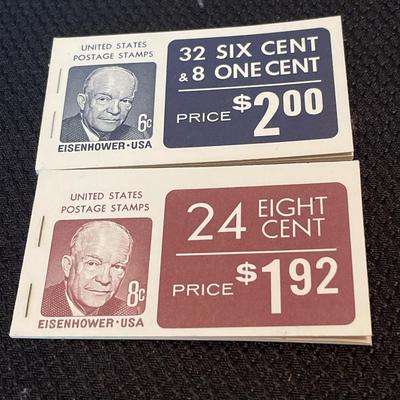 UNITED STATES
POSTAGE STAMPS
6c
EISENHOWER·USA
32 SIX CENT
& 8 ONE CENT
PRICE $2.00
UNITED STATES
POSTAGE STAMPS
8c
EISENHOWER·USA
24 EIGHT
CENT
PRICE $1.92